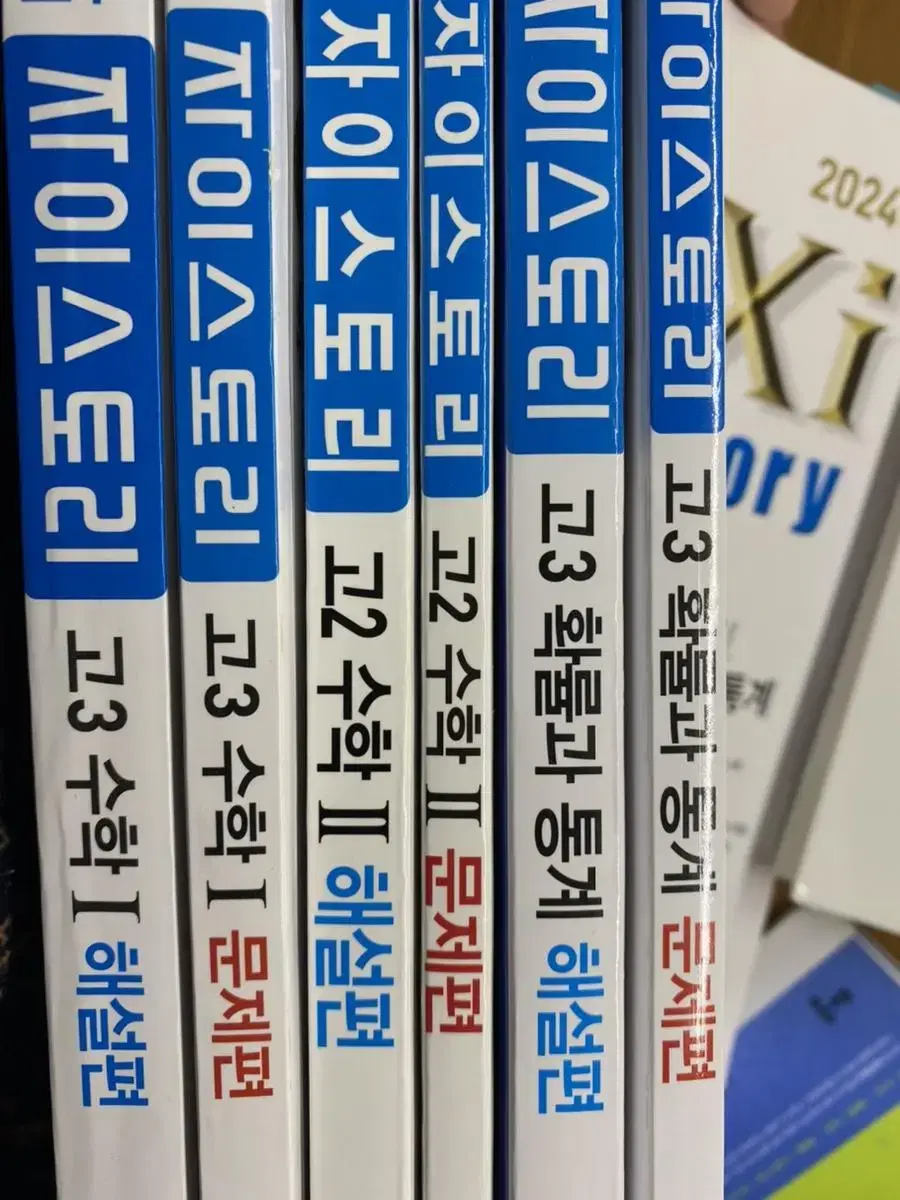 자이스토리 고3 수학 I 해설편
자이스토리 고3 수학 I 문제편
자이스토리 고2 수학 II 해설편
자이스토리 고2 수학 II 문제편
자이스토리 고3 확률과 통계 해설편
자이스토리 고3 확률과 통계 문제편
2024
Xi
ory
통계